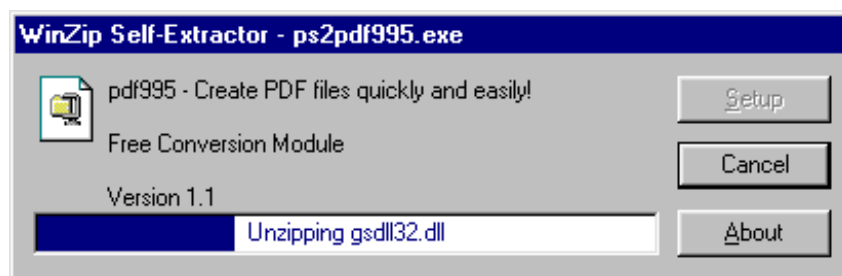 WinZip Self-Extractor - ps2pdf995.exe
pdf995 - Create PDF files quickly and easily!
Setup
Free Conversion Module
Cancel
Version 1.1
Unzipping gsdll32.dll
About